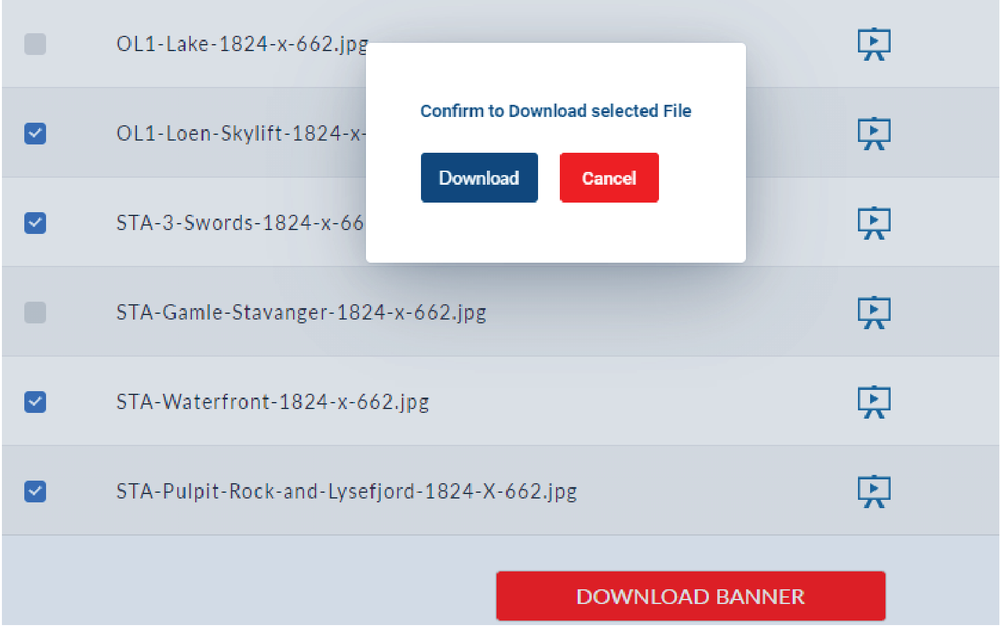 OL1-Lake-1824-x-662.jpg
Confirm to Download selected File
OL1-Loen-Skylift-1824-x-
Download Cancel
STA-3-Swords-1824-x-66
STA-Gamle-Stavanger-1824-x-662.jpg
STA-Waterfront-1824-x-662.jpg
STA-Pulpit-Rock-and-Lysefjord-1824-X-662.jpg
DOWNLOAD BANNER